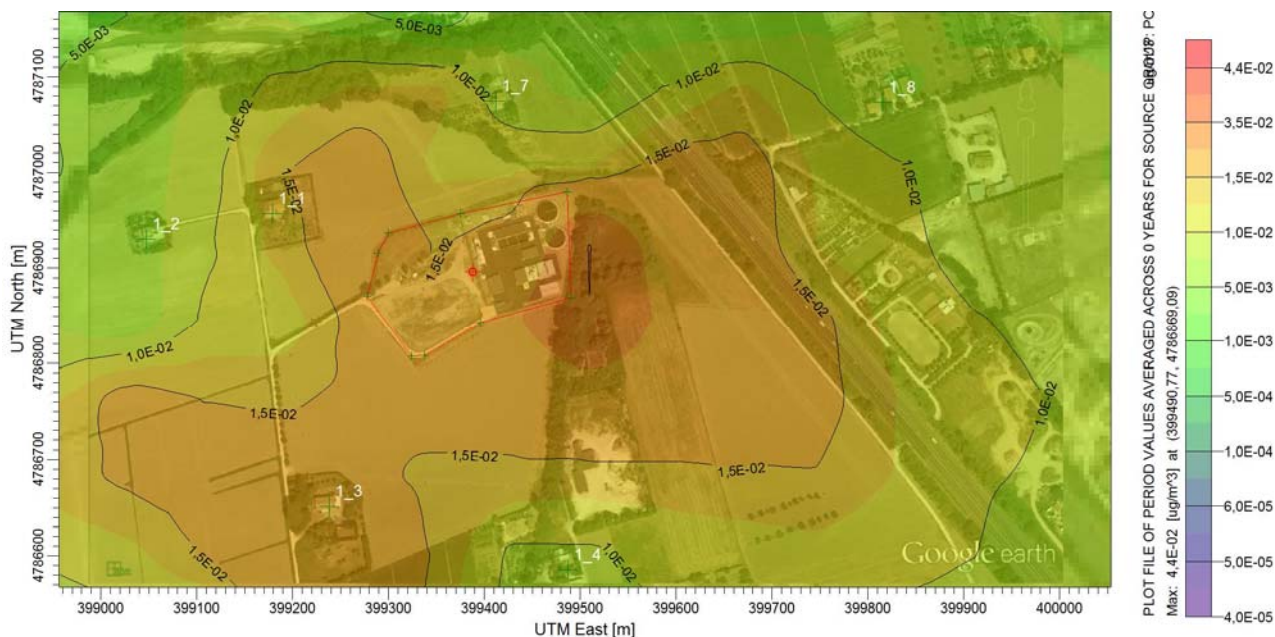 5,0E-03
5,0E-03
1,0E-02
1,0E-02
1,0E-02
1,5E-02
1,5E-02
1,0E-02
1_7
1_8
1_1
1_2
1,5E-02
1,5E-02
1,0E-02
1,5E-02
1,5E-02
1,0E-02
1_3
1,5E-02
1_4
1,0E-02
Google earth
4787100
4787000
4786900
4786800
4786700
4786600
UTM North [m]
399000 399100 399200 399300 399400 399500 399600 399700 399800 399900 400000
UTM East [m]
PLOT FILE OF PERIOD VALUES AVERAGED ACROSS 0 YEARS FOR SOURCE GROUP:
Max: 4,4E-02 [ug/m^3] at (399490,77, 4786869,09)
4,4E-02
3,5E-02
1,5E-02
1,0E-02
5,0E-03
1,0E-03
5,0E-04
1,0E-04
6,0E-05
5,0E-05
4,0E-05